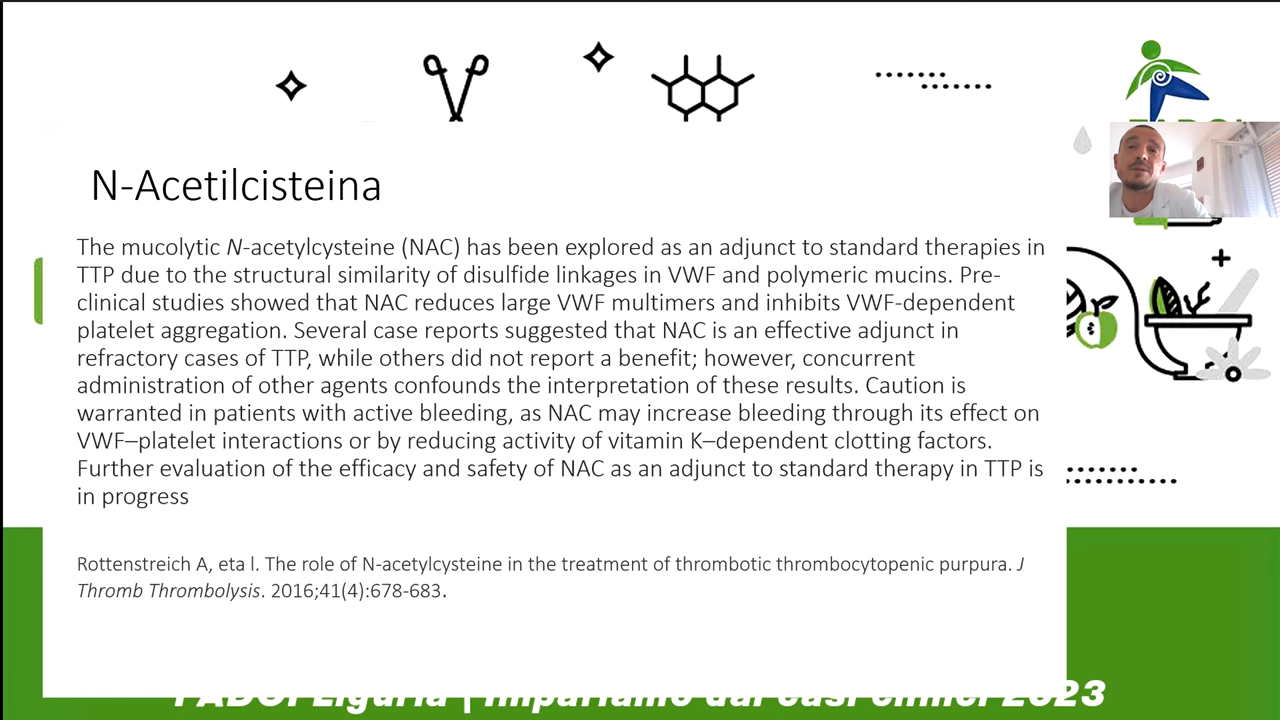 N-Acetilcisteina
The mucolytic N-acetylcysteine (NAC) has been explored as an adjunct to standard therapies in
TTP due to the structural similarity of disulfide linkages in VWF and polymeric mucins. Pre-
clinical studies showed that NAC reduces large VWF multimers and inhibits VWF-dependent
platelet aggregation. Several case reports suggested that NAC is an effective adjunct in
refractory cases of TTP, while others did not report a benefit; however, concurrent
administration of other agents confounds the interpretation of these results. Caution is
warranted in patients with active bleeding, as NAC may increase bleeding through its effect on
VWF–platelet interactions or by reducing activity of vitamin K–dependent clotting factors.
Further evaluation of the efficacy and safety of NAC as an adjunct to standard therapy in TTP is
in progress
Rottenstreich A, eta l. The role of N-acetylcysteine in the treatment of thrombotic thrombocytopenic purpura. J
Thromb Thrombolysis. 2016;41(4):678-683.
FADOI Liguria | Impariamo dai casi clinici 2023